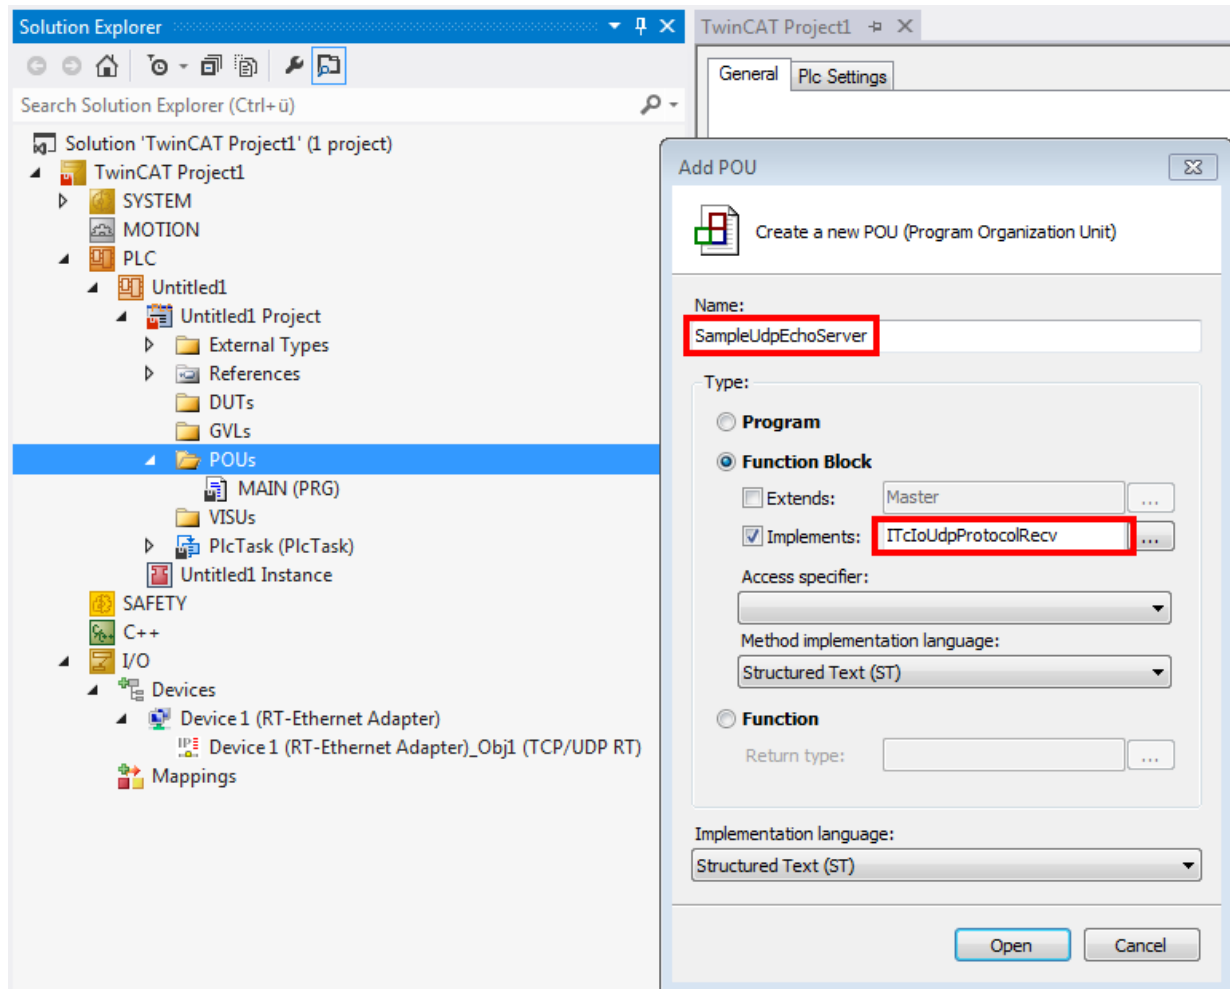 Solution Explorer
Search Solution Explorer (Ctrl+ü)
Solution 'TwinCAT Project1' (1 project)
TwinCAT Project1
SYSTEM
MOTION
PLC
Untitled1
Untitled1 Project
External Types
References
DUTs
GVLs
POUs
MAIN (PRG)
VISUs
PlcTask (PlcTask)
Untitled1 Instance
SAFETY
C++
I/O
Devices
Device 1 (RT-Ethernet Adapter)
Device 1 (RT-Ethernet Adapter)_Obj1 (TCP/UDP RT)
Mappings
TwinCAT Project1
General Plc Settings
Add POU
Create a new POU (Program Organization Unit)
Name:
SampleUdpEchoServer
Type:
Program
Function Block
Extends: Master ...
Implements: ITcIoUdpProtocolRecv ...
Access specifier:
Method implementation language:
Structured Text (ST)
Function
Return type: ...
Implementation language:
Structured Text (ST)
Open Cancel